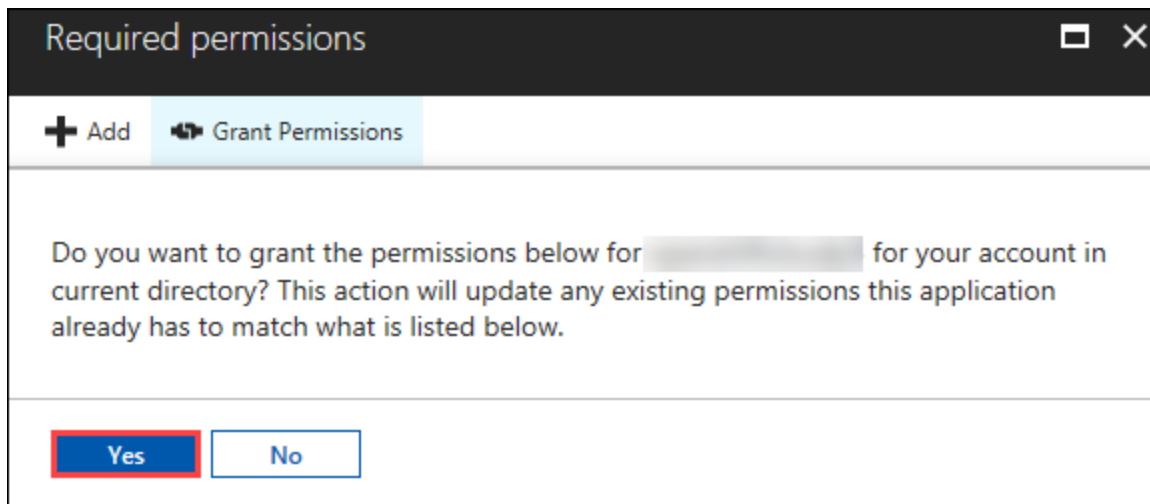 Required permissions
Add Grant Permissions
Do you want to grant the permissions below for for your account in
current directory? This action will update any existing permissions this application
already has to match what is listed below.
Yes No